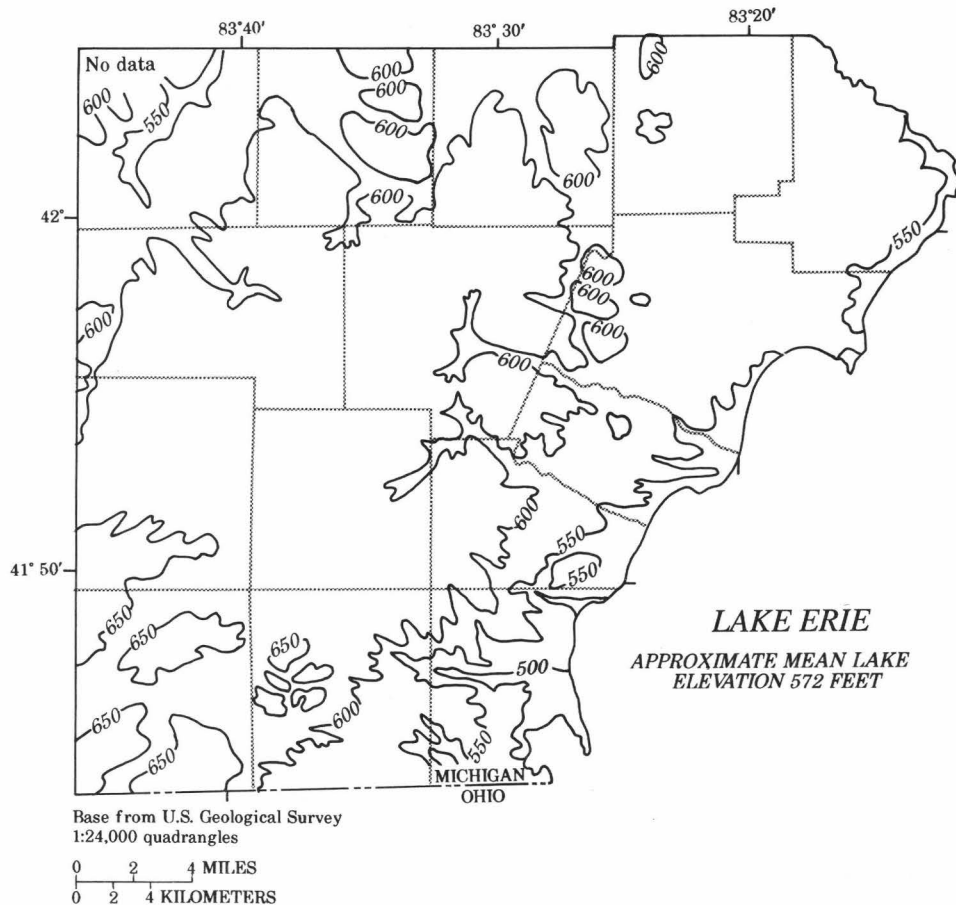 83°40′
83°30′
83°20′
No data
600
600
550
600
600
600
600
600
42°
550
600
600
600
600
600
600
550
41°50′
550
650
LAKE ERIE
APPROXIMATE MEAN LAKE
ELEVATION 572 FEET
650
500
650
600
550
650
MICHIGAN
OHIO
Base from U.S. Geological Survey
1:24,000 quadrangles
0 2 4 MILES
0 2 4 KILOMETERS